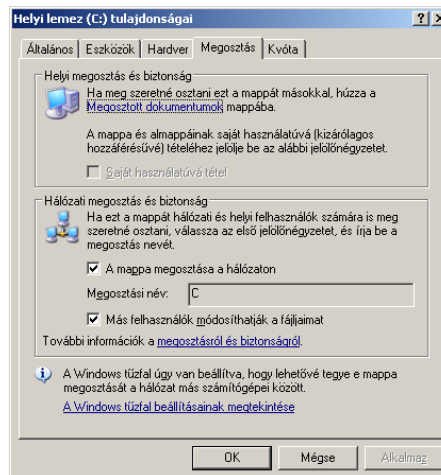 Helyi lemez (C:) tulajdonságai
Általános Eszközök Hardver Megosztás Kvóta
Helyi megosztás és biztonság
Ha meg szeretné osztani ezt a mappát másokkal, húzza a
Megosztott dokumentumok mappába.
A mappa és almappáinak saját használatúvá (kizárólagos
hozzáférésűvé) tételéhez jelölje be az alábbi jelölőnégyzetet.
Saját használatúvá tétel
Hálózati megosztás és biztonság
Ha ezt a mappát hálózati és helyi felhasználók számára is meg
szeretné osztani, válassza az első jelölőnégyzetet, és írja be a
megosztás nevét.
A mappa megosztása a hálózaton
Megosztási név: C
Más felhasználók módosíthatják a fájljaimat
További információk a megosztásról és biztonságról.
A Windows tűzfal úgy van beállítva, hogy lehetővé tegye e mappa
megosztását a hálózat más számítógépei között.
A Windows tűzfal beállításainak megtekintése
OK Mégse Alkalmaz